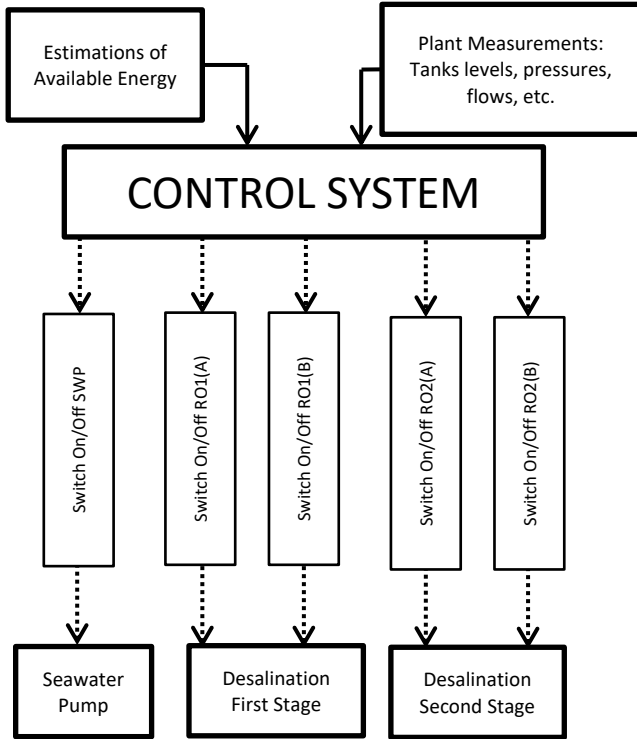 Estimations of
Available Energy
Plant Measurements:
Tanks levels, pressures,
flows, etc.
CONTROL SYSTEM
Switch On/Off SWP
Switch On/Off RO1(A)
Switch On/Off RO1(B)
Switch On/Off RO2(A)
Switch On/Off RO2(B)
Seawater
Pump
Desalination
First Stage
Desalination
Second Stage